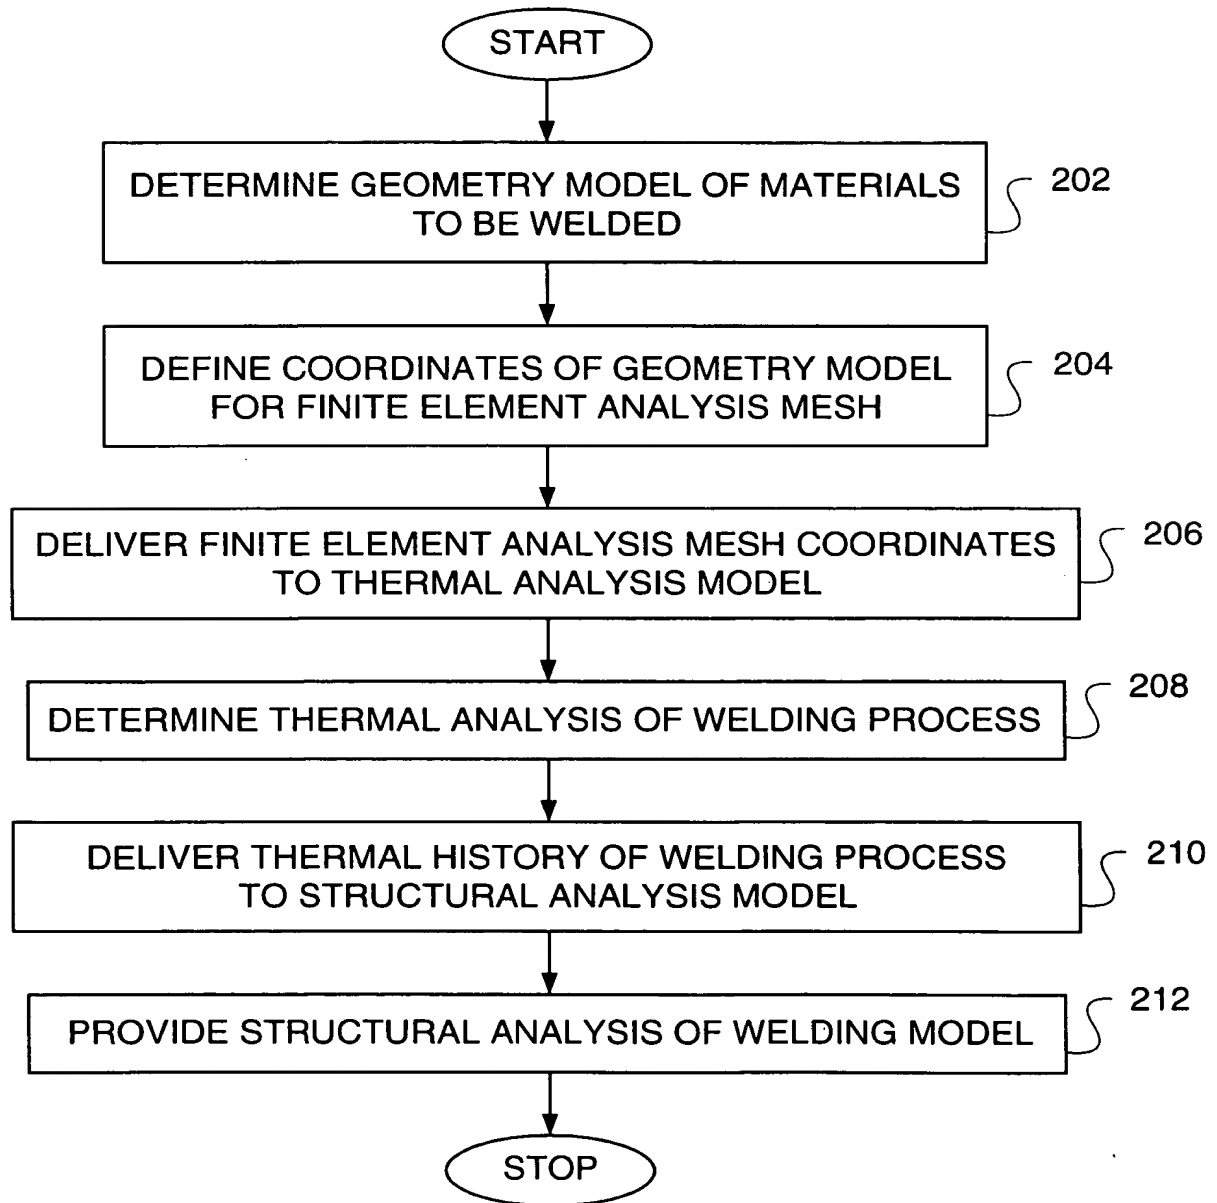 START
DETERMINE GEOMETRY MODEL OF MATERIALS
TO BE WELDED
202
DEFINE COORDINATES OF GEOMETRY MODEL
FOR FINITE ELEMENT ANALYSIS MESH
204
DELIVER FINITE ELEMENT ANALYSIS MESH COORDINATES
TO THERMAL ANALYSIS MODEL
206
DETERMINE THERMAL ANALYSIS OF WELDING PROCESS
208
DELIVER THERMAL HISTORY OF WELDING PROCESS
TO STRUCTURAL ANALYSIS MODEL
210
PROVIDE STRUCTURAL ANALYSIS OF WELDING MODEL
212
STOP